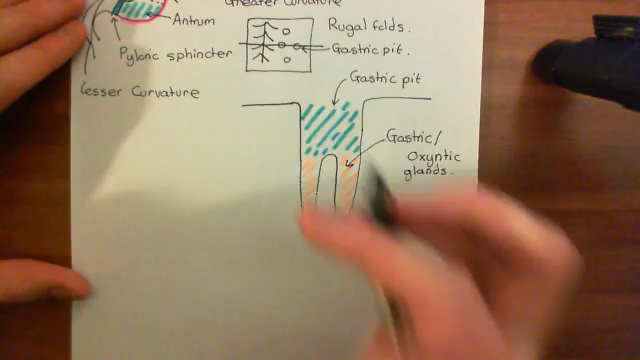 Greater Curvature
Antrum
Rugal folds.
Pyloric sphincter
Gastric pit.
Lesser Curvature
Gastric pit
Gastric/
Oxyntic
glands.